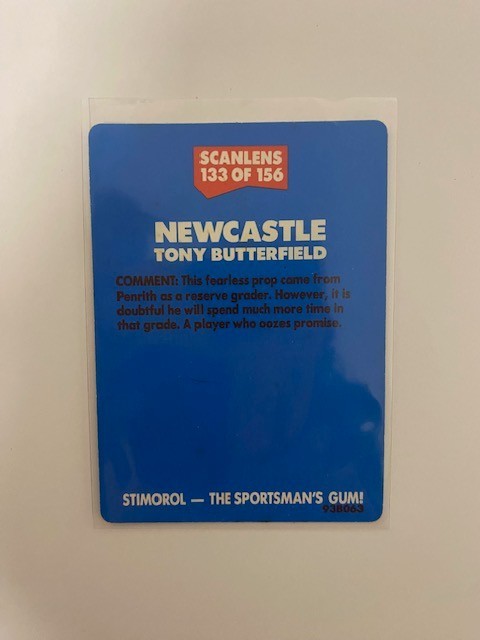 SCANLENS
133 OF 156
NEWCASTLE
TONY BUTTERFIELD
COMMENT: This fearless prop came from
Penrith as a reserve grader. However, it is
doubtful he will spend much more time in
that grade. A player who oozes promise.
STIMOROL — THE SPORTSMAN'S GUM!
93B063